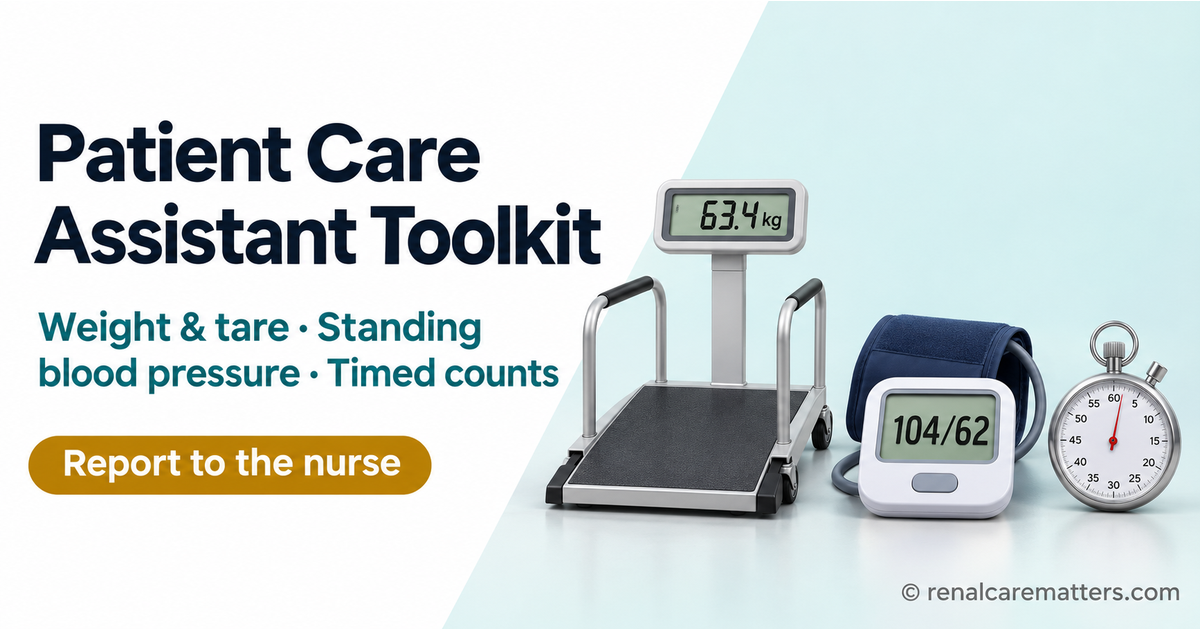 Patient Care
Assistant Toolkit
Weight & tare · Standing
blood pressure · Timed counts
Report to the nurse
63.4 kg
104/62
60
5
10
15
20
25
30
35
40
45
50
55
© renalcarematters.com